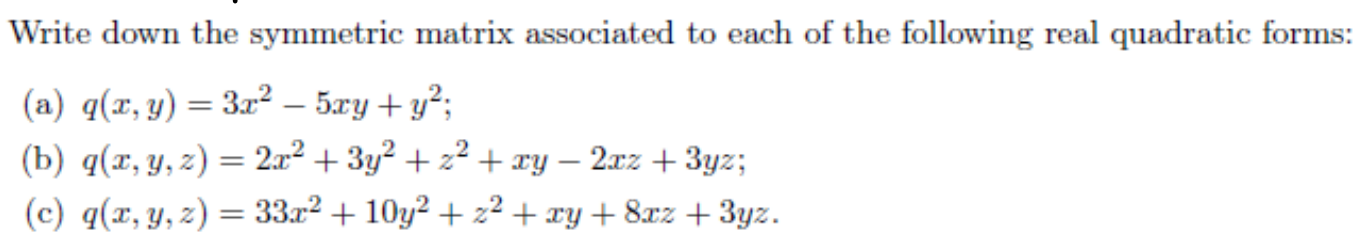 Write down the symmetric matrix associated to each of the following real quadratic forms:
(a) q(x, y) = 3x² − 5xy + y²;
(b) q(x, y, z) = 2x² + 3y² + z² + xy − 2xz + 3yz;
(c) q(x, y, z) = 33x² + 10y² + z² + xy + 8xz + 3yz.